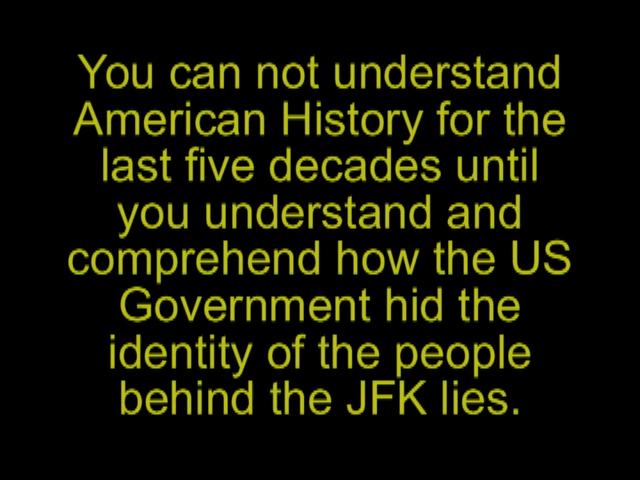 You can not understand
American History for the
last five decades until
you understand and
comprehend how the US
Government hid the
identity of the people
behind the JFK lies.